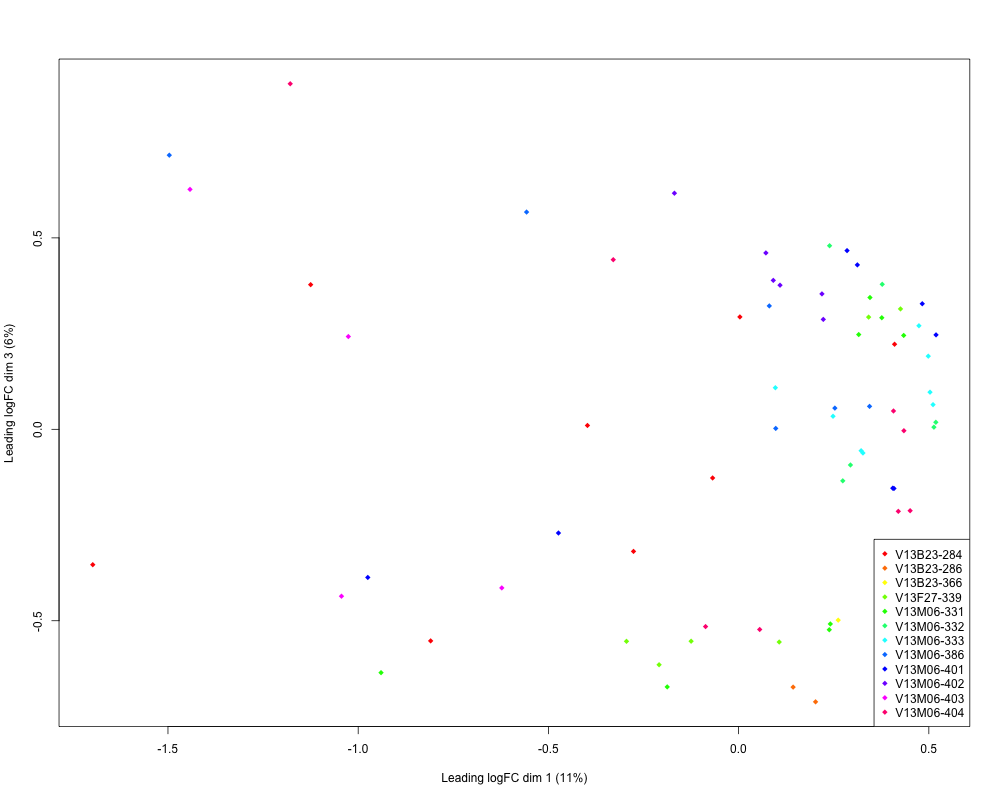 Leading logFC dim 3 (6%)
0.5
0.0
-0.5
V13B23-284
V13B23-286
V13B23-366
V13F27-339
V13M06-331
V13M06-332
V13M06-333
V13M06-386
V13M06-401
V13M06-402
V13M06-403
V13M06-404
-1.5 -1.0 -0.5 0.0 0.5
Leading logFC dim 1 (11%)